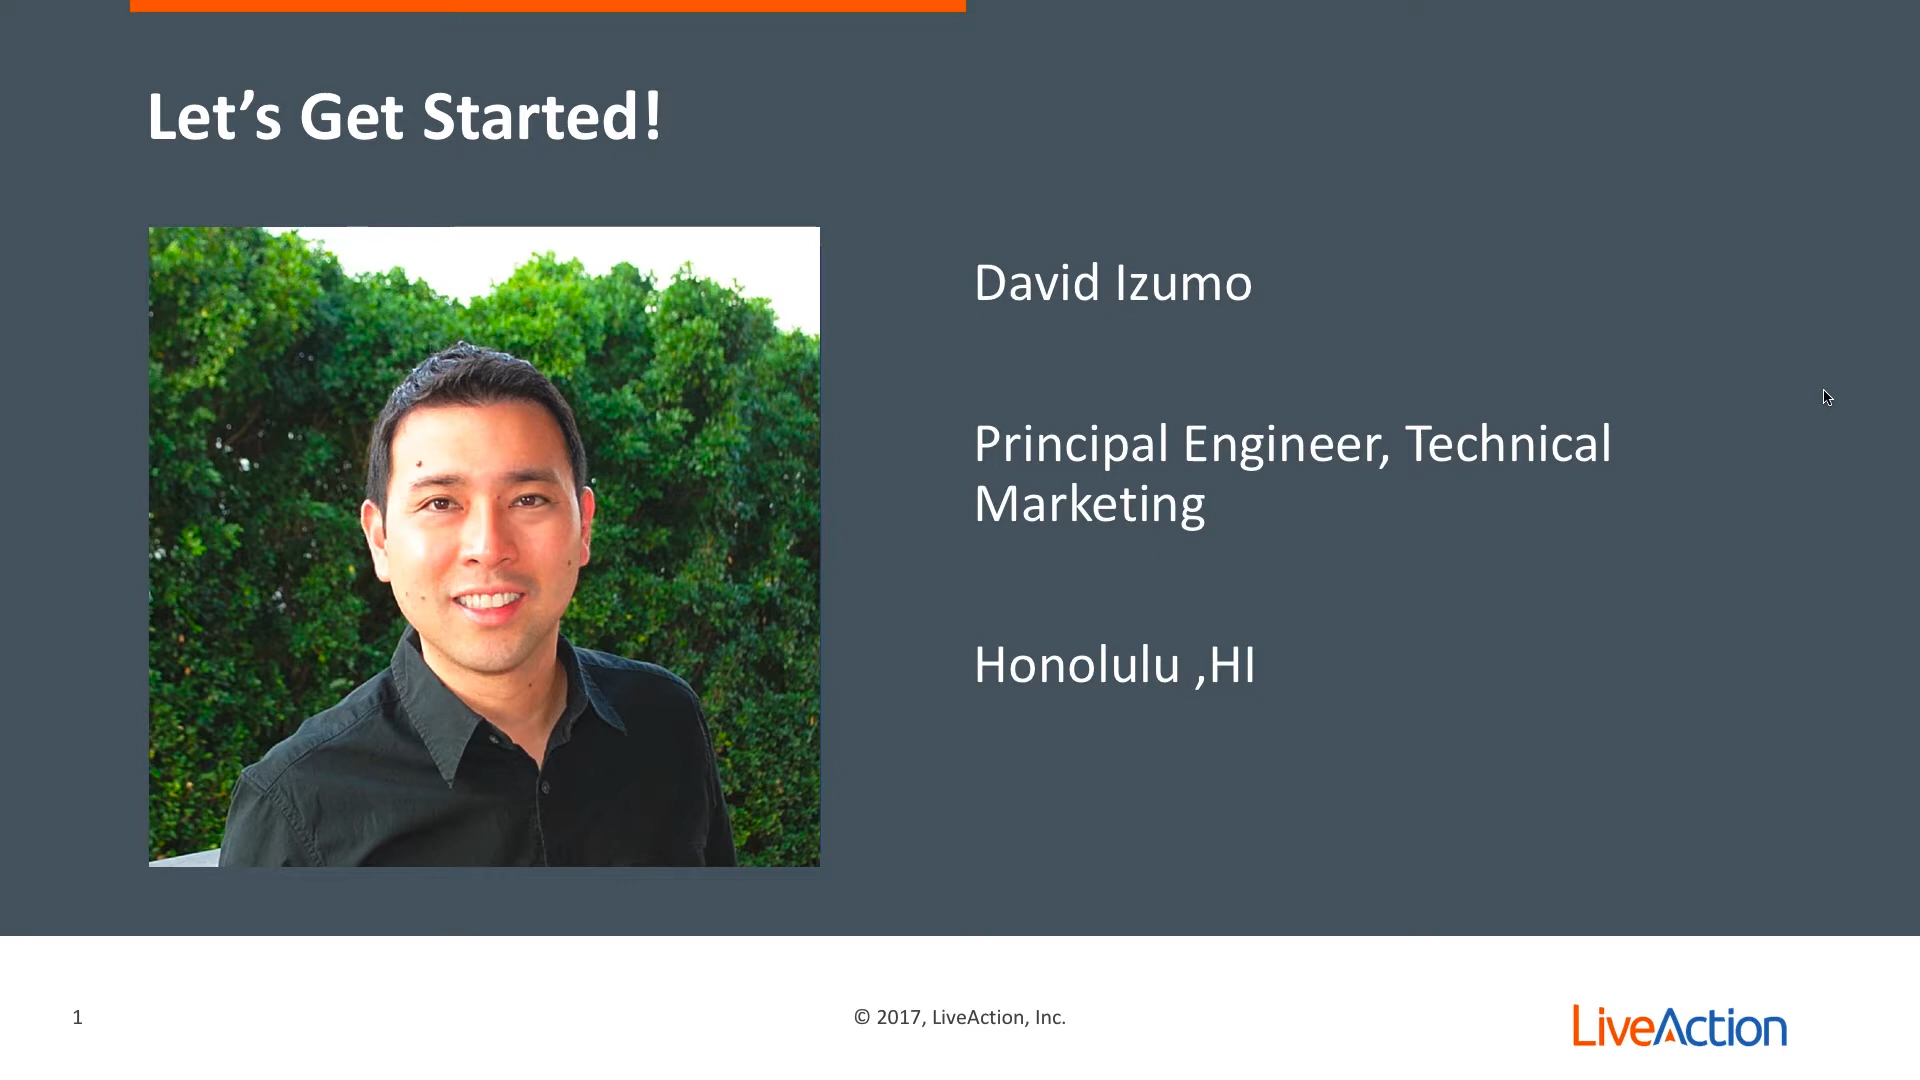 Let’s Get Started!
David Izumo
Principal Engineer, Technical
Marketing
Honolulu ,HI
1
© 2017, LiveAction, Inc.
LiveAction